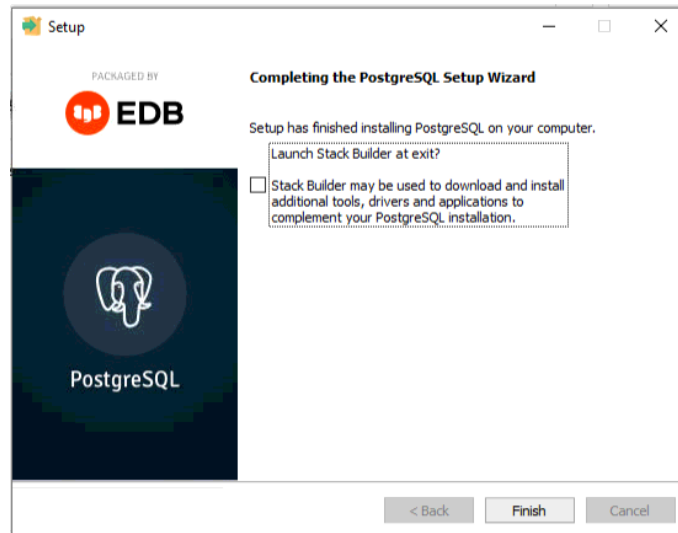 Setup
PACKAGED BY
EDB
Completing the PostgreSQL Setup Wizard
Setup has finished installing PostgreSQL on your computer.
Launch Stack Builder at exit?
Stack Builder may be used to download and install
additional tools, drivers and applications to
complement your PostgreSQL installation.
PostgreSQL
< Back
Finish
Cancel